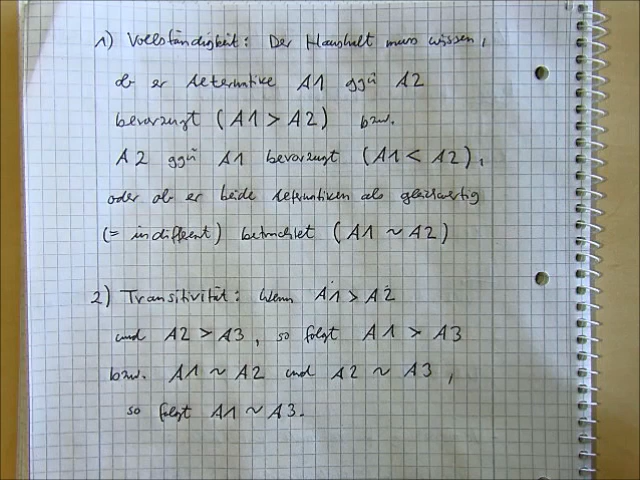 1) Vollständigkeit: Der Haushalt muss wissen,
ob er Alternative A1 ggü A2
bevorzugt (A1 > A2) bzw.
A2 ggü A1 bevorzugt (A1 < A2),
oder ob er beide Alternativen als gleichwertig
(= indifferent) betrachtet (A1 ~ A2)
2) Transitivität: Wenn A1 > A2
und A2 > A3, so folgt A1 > A3
bzw. A1 ~ A2 und A2 ~ A3,
so folgt A1 ~ A3.